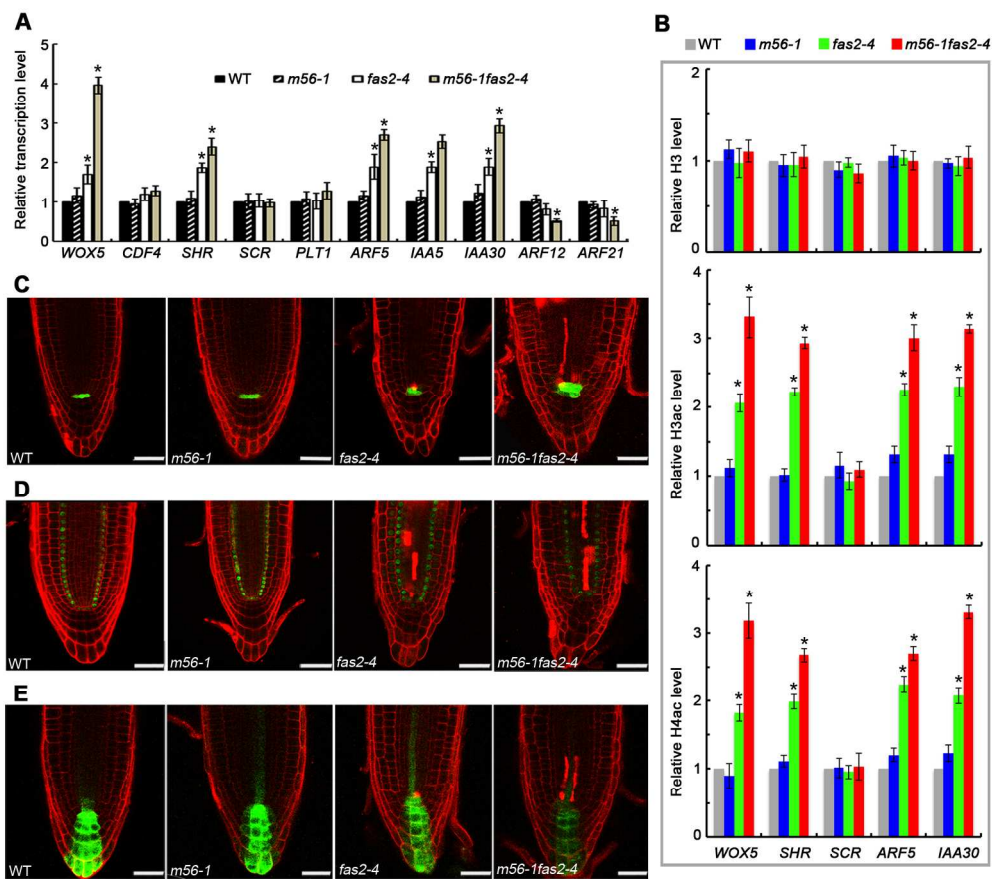 A
Relative transcription level
5
4
3
2
1
0
WT m56-1 fas2-4 m56-1fas2-4
* * * * * * * * * * *
WOX5 CDF4 SHR SCR PLT1 ARF5 IAA5 IAA30 ARF12 ARF21
B
WT m56-1 fas2-4 m56-1fas2-4
Relative H3 level
2
1
0
Relative H3ac level
4
3
2
1
0
* * * * * * * *
Relative H4ac level
4
3
2
1
0
* * * * * * * *
WOX5 SHR SCR ARF5 IAA30
C
WT m56-1 fas2-4 m56-1fas2-4
D
WT m56-1 fas2-4 m56-1fas2-4
E
WT m56-1 fas2-4 m56-1fas2-4